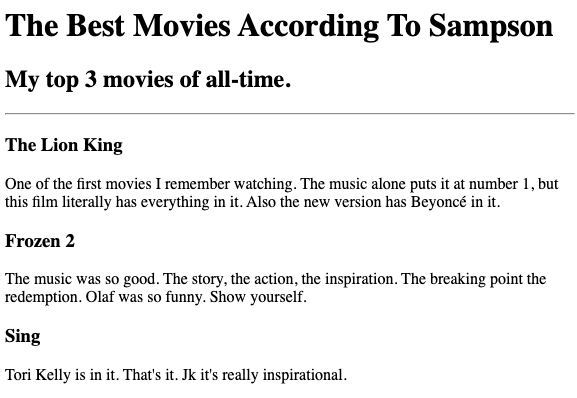 The Best Movies According To Sampson
My top 3 movies of all-time.
The Lion King
One of the first movies I remember watching. The music alone puts it at number 1, but
this film literally has everything in it. Also the new version has Beyoncé in it.
Frozen 2
The music was so good. The story, the action, the inspiration. The breaking point the
redemption. Olaf was so funny. Show yourself.
Sing
Tori Kelly is in it. That's it. Jk it's really inspirational.